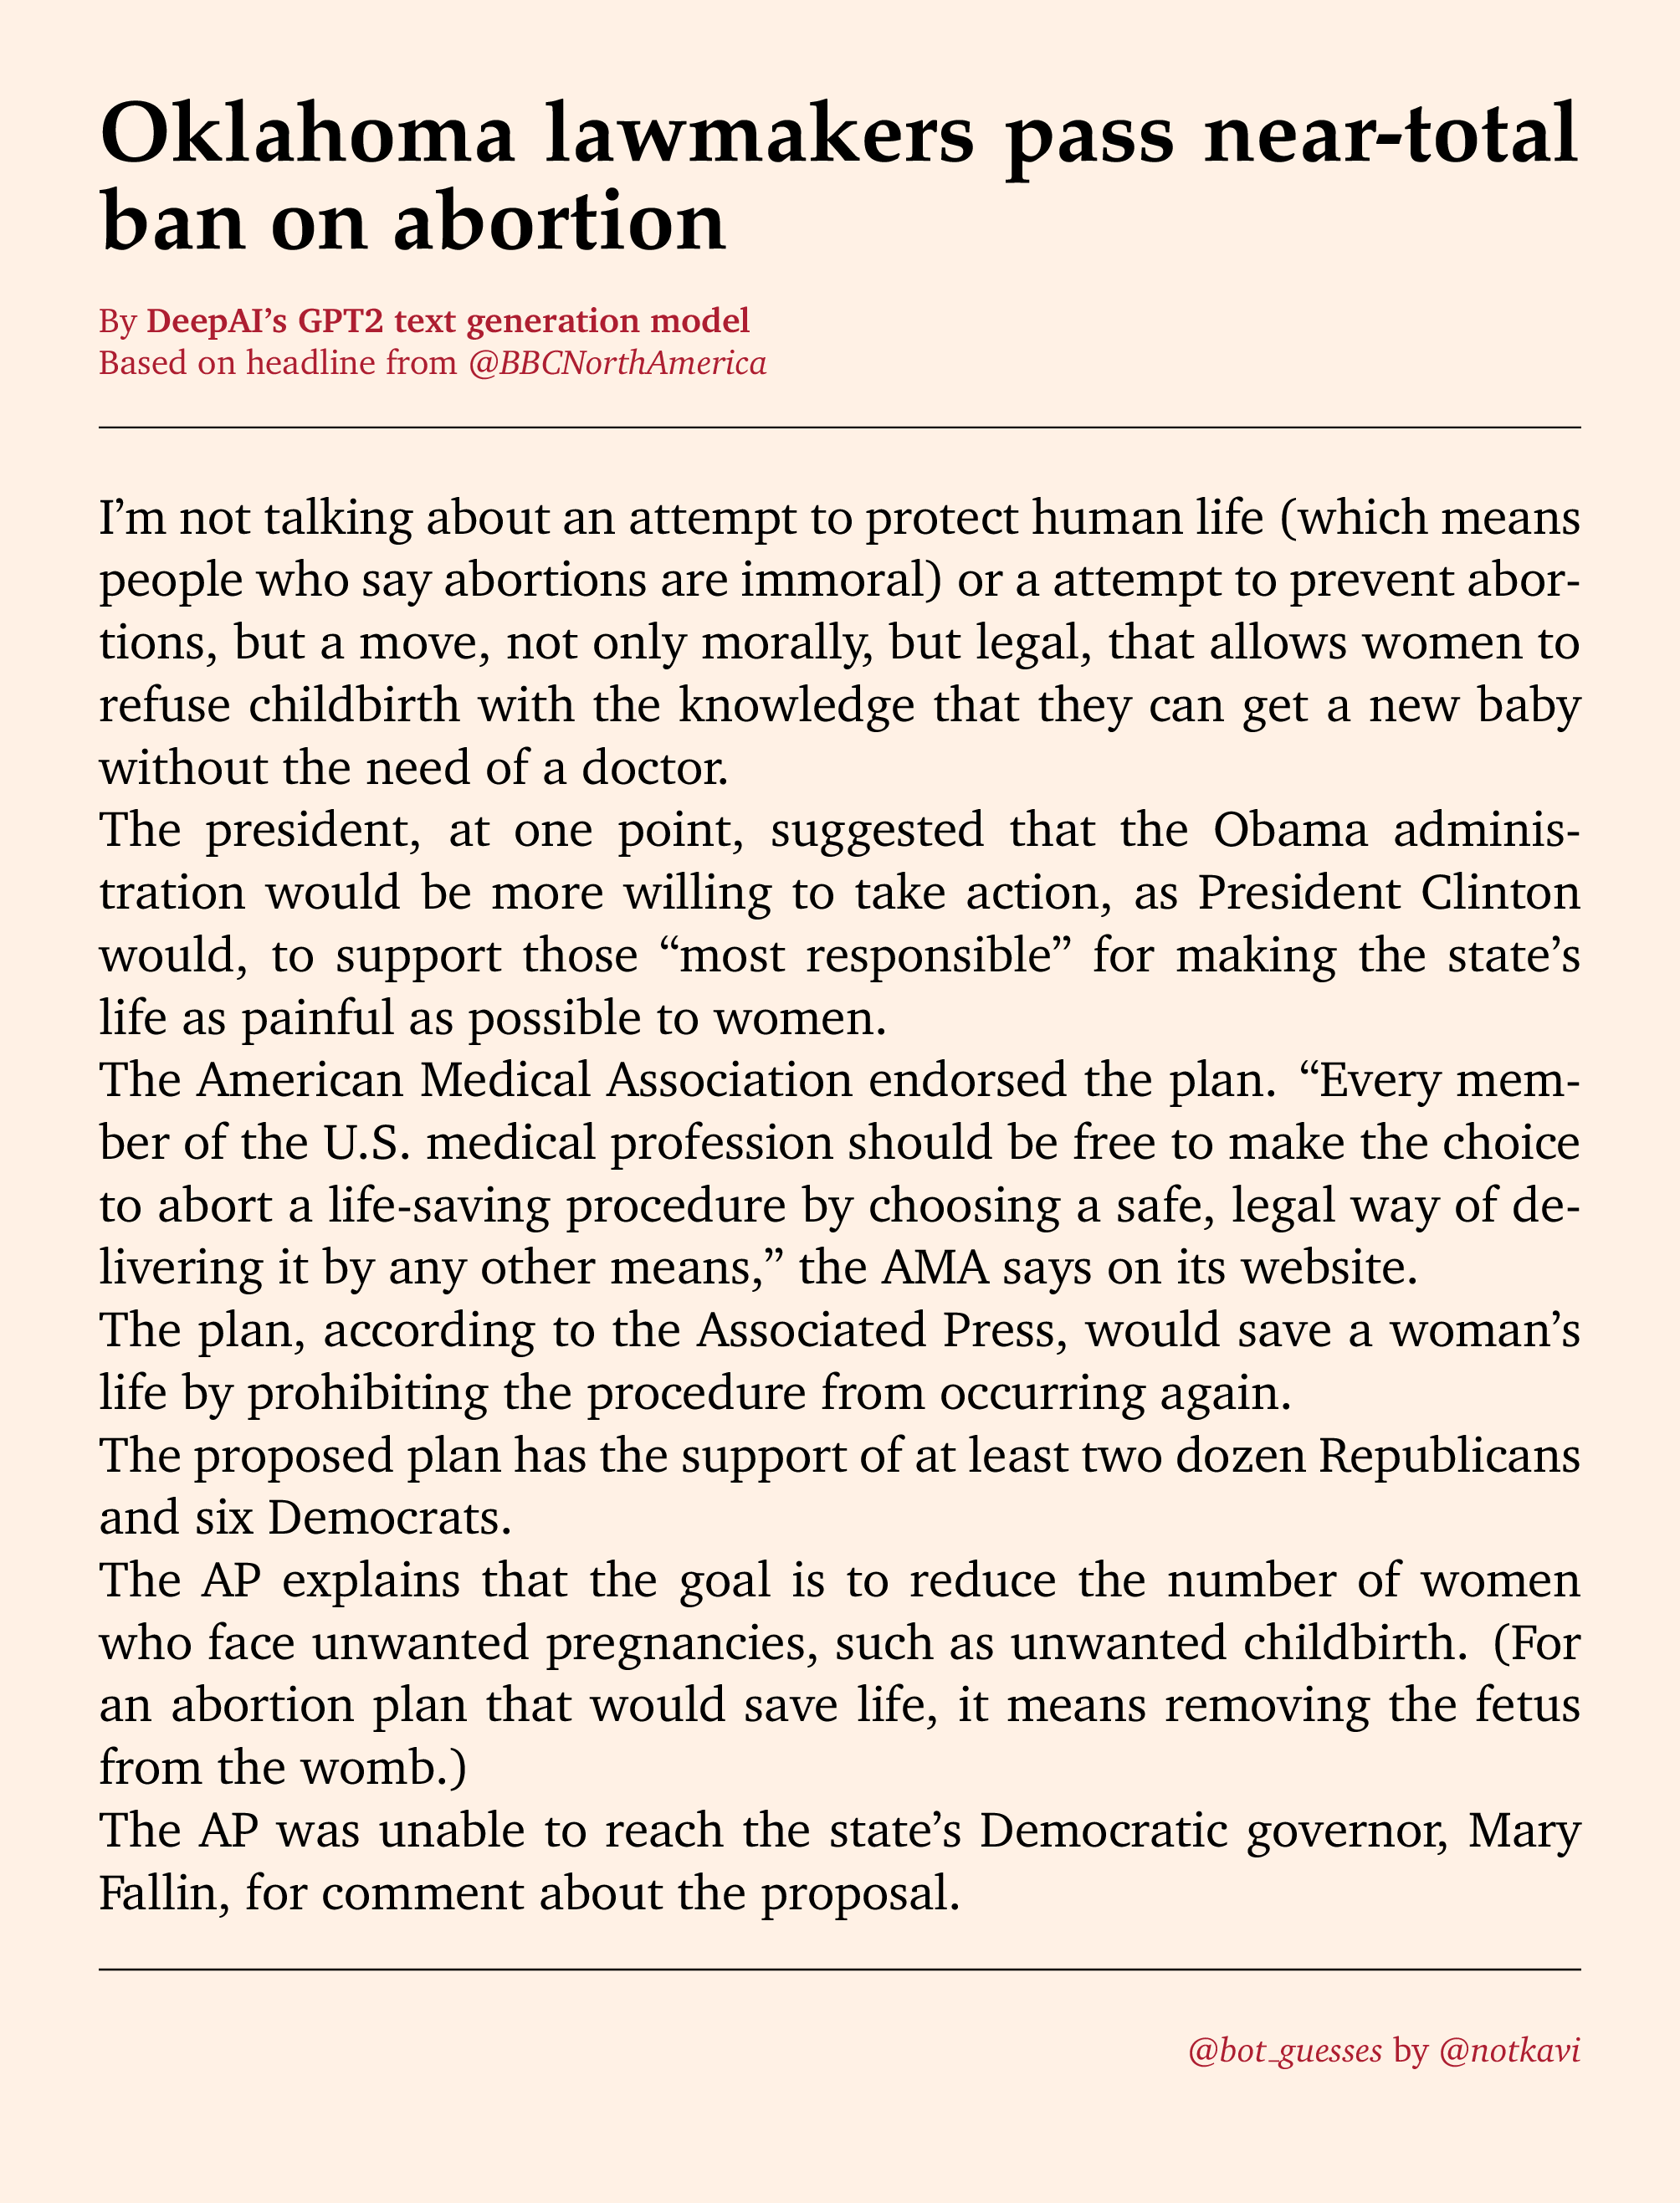 Oklahoma lawmakers pass near-total
ban on abortion
By DeepAI’s GPT2 text generation model
Based on headline from @BBCNorthAmerica
I’m not talking about an attempt to protect human life (which means
people who say abortions are immoral) or a attempt to prevent abor-
tions, but a move, not only morally, but legal, that allows women to
refuse childbirth with the knowledge that they can get a new baby
without the need of a doctor.
The president, at one point, suggested that the Obama adminis-
tration would be more willing to take action, as President Clinton
would, to support those “most responsible” for making the state’s
life as painful as possible to women.
The American Medical Association endorsed the plan. “Every mem-
ber of the U.S. medical profession should be free to make the choice
to abort a life-saving procedure by choosing a safe, legal way of de-
livering it by any other means,” the AMA says on its website.
The plan, according to the Associated Press, would save a woman’s
life by prohibiting the procedure from occurring again.
The proposed plan has the support of at least two dozen Republicans
and six Democrats.
The AP explains that the goal is to reduce the number of women
who face unwanted pregnancies, such as unwanted childbirth. (For
an abortion plan that would save life, it means removing the fetus
from the womb.)
The AP was unable to reach the state’s Democratic governor, Mary
Fallin, for comment about the proposal.
@bot_guesses by @notkavi